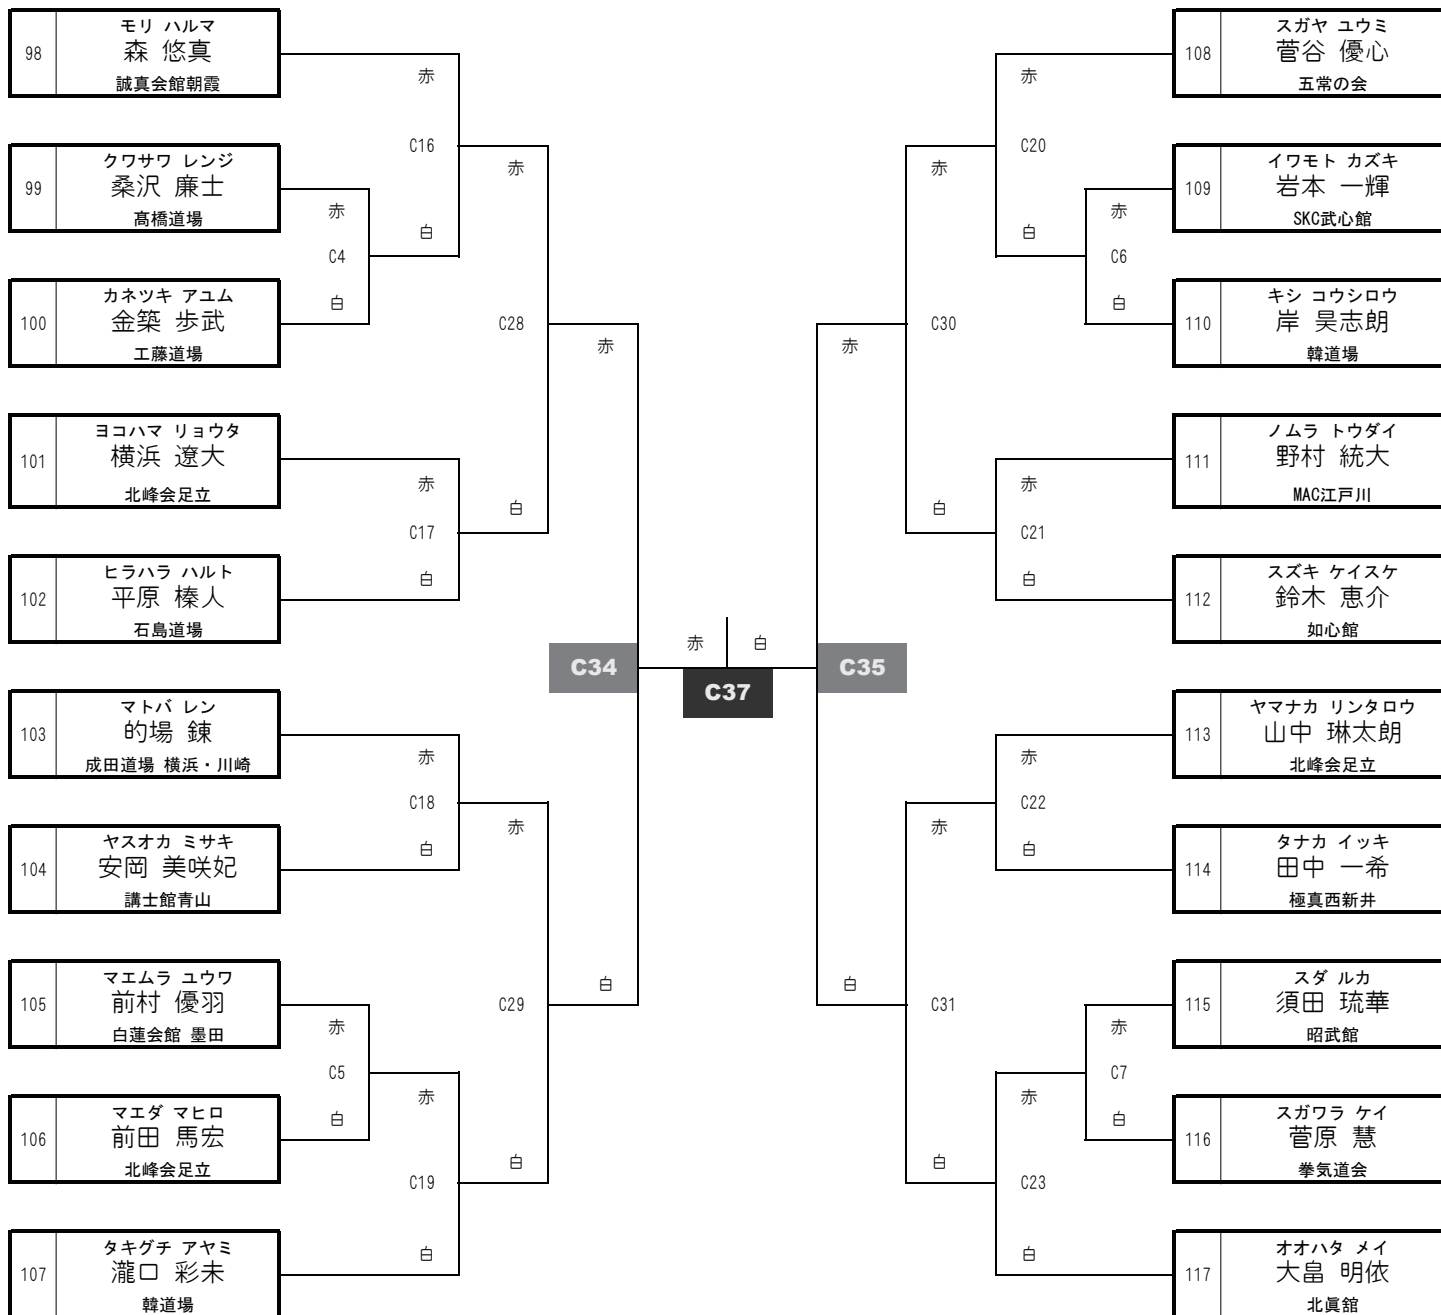 98
モリ ハルマ
森 悠真
誠真会館朝霞
99
クワサワ レンジ
桑沢 廉士
高橋道場
100
カネツキ アユム
金築 歩武
工藤道場
101
ヨコハマ リョウタ
横浜 遼大
北峰会足立
102
ヒラハラ ハルト
平原 榛人
石島道場
103
マトバ レン
的場 錬
成田道場 横浜・川崎
104
ヤスオカ ミサキ
安岡 美咲妃
講士館青山
105
マエムラ ユウワ
前村 優羽
白蓮会館 墨田
106
マエダ マヒロ
前田 馬宏
北峰会足立
107
タキグチ アヤミ
瀧口 彩未
韓道場
赤
C4
白
赤
C5
白
赤
C16
白
赤
C17
白
赤
C18
白
赤
C19
白
赤
C28
白
赤
C29
白
赤
C34
白
赤 白
C37
赤
C35
白
赤
C30
白
赤
C31
白
赤
C20
白
赤
C21
白
赤
C22
白
赤
C23
白
赤
C6
白
赤
C7
白
108
スガヤ ユウミ
菅谷 優心
五常の会
109
イワモト カズキ
岩本 一輝
SKC武心館
110
キシ コウシロウ
岸 昊志朗
韓道場
111
ノムラ トウダイ
野村 統大
MAC江戸川
112
スズキ ケイスケ
鈴木 恵介
如心館
113
ヤマナカ リンタロウ
山中 琳太朗
北峰会足立
114
タナカ イッキ
田中 一希
極真西新井
115
スダ ルカ
須田 琉華
昭武館
116
スガワラ ケイ
菅原 慧
拳気道会
117
オオハタ メイ
大畠 明依
北眞舘